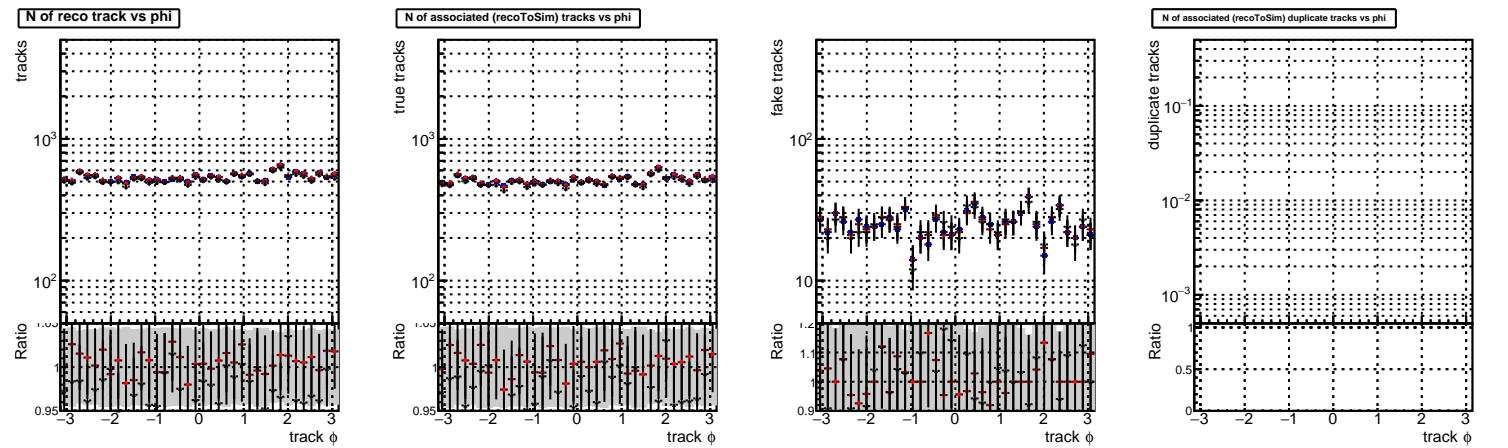 N of reco track vs phi
tracks
10³
10²
Ratio
1
0.95
−3 −2 −1 0 1 2 3
track ϕ
N of associated (recoToSim) tracks vs phi
true tracks
10³
10²
Ratio
1
0.95
−3 −2 −1 0 1 2 3
track ϕ
fake tracks
10²
10
Ratio
1.2
1.1
1
0.9
−3 −2 −1 0 1 2 3
track ϕ
N of associated (recoToSim) duplicate tracks vs phi
duplicate tracks
10⁻¹
10⁻²
10⁻³
Ratio
1
0.5
0
−3 −2 −1 0 1 2 3
track ϕ